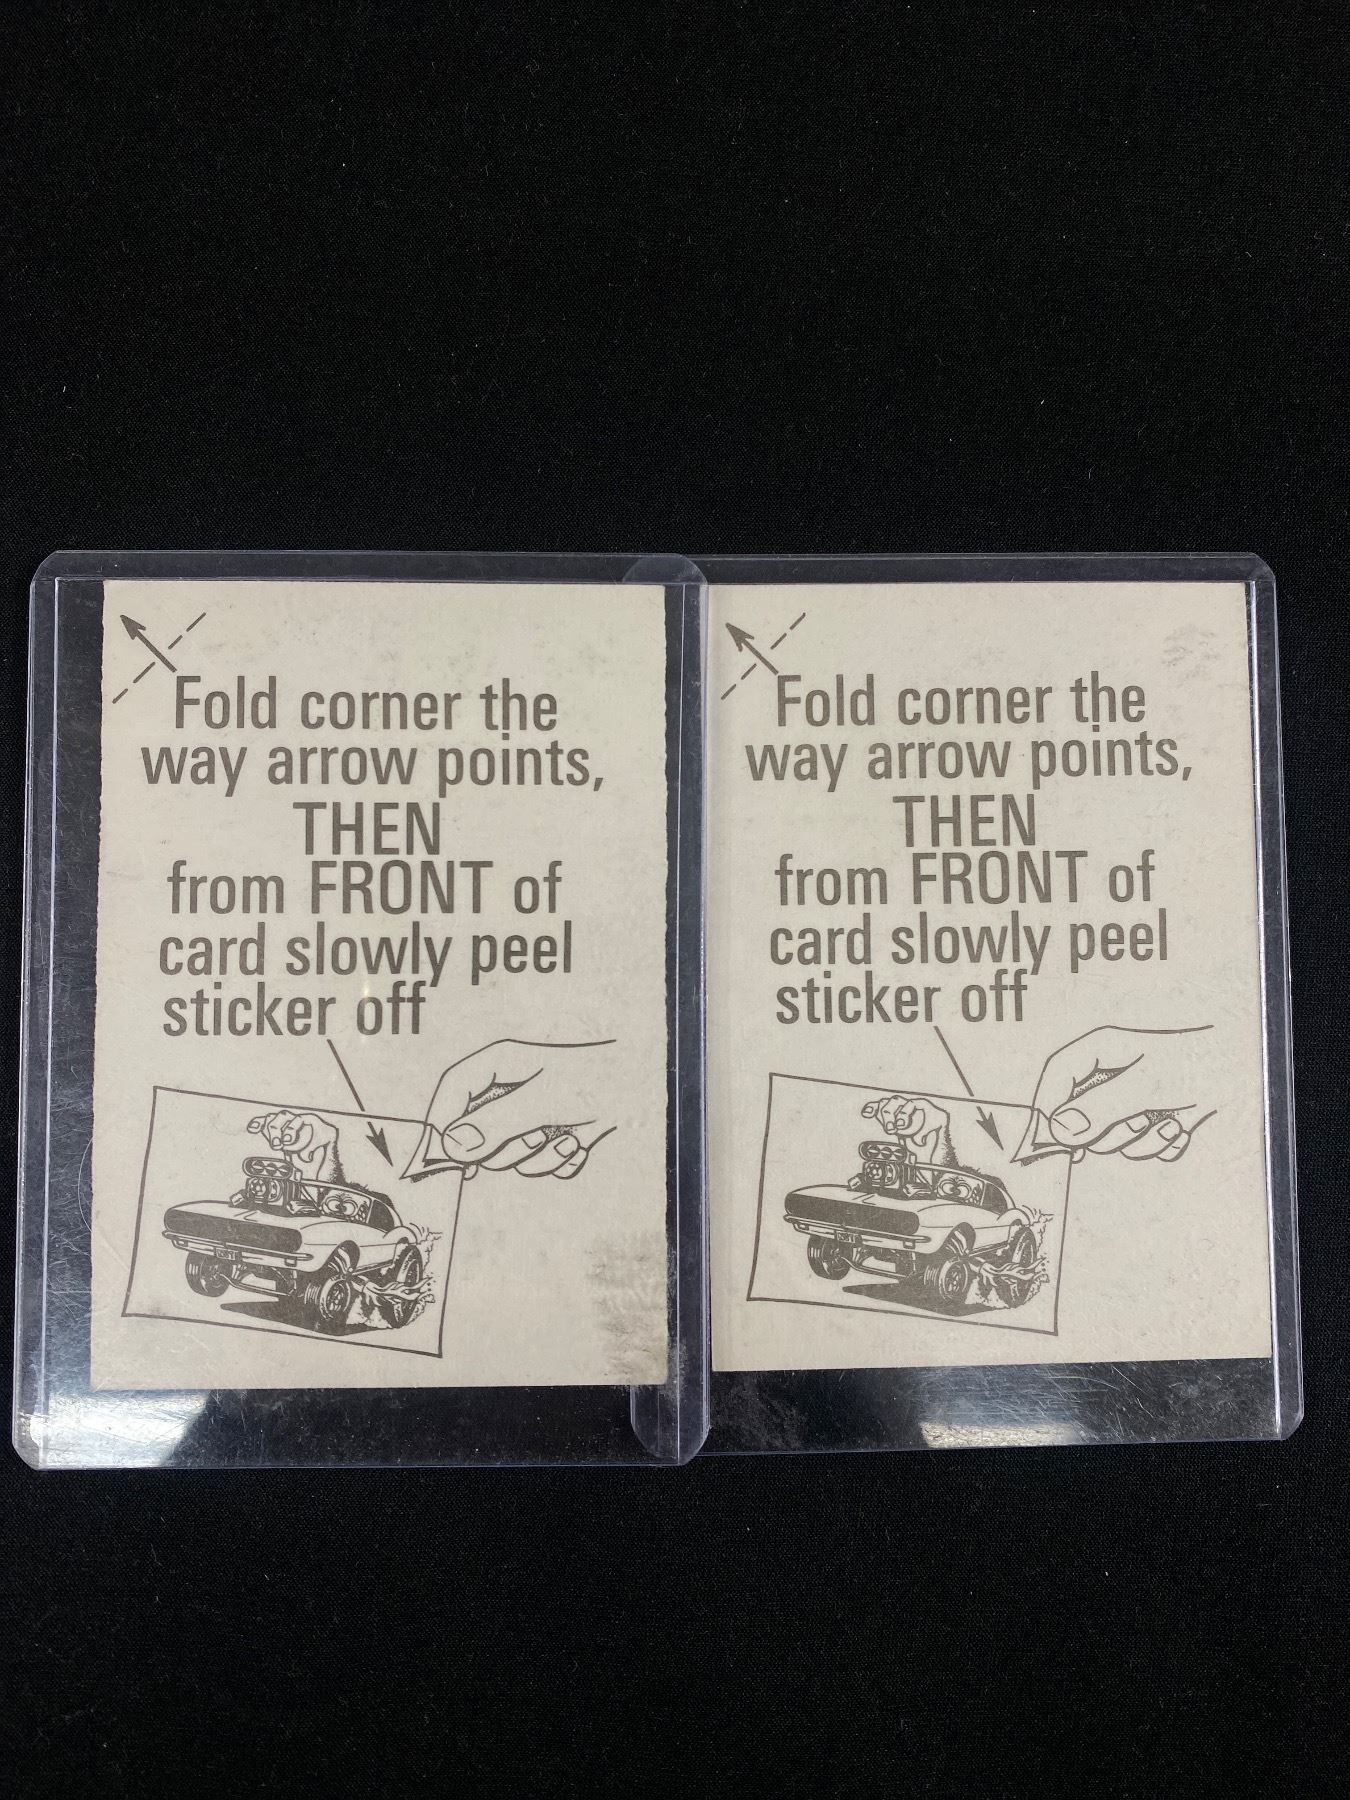 Fold corner the
way arrow points,
THEN
from FRONT of
card slowly peel
sticker off
Fold corner the
way arrow points,
THEN
from FRONT of
card slowly peel
sticker off